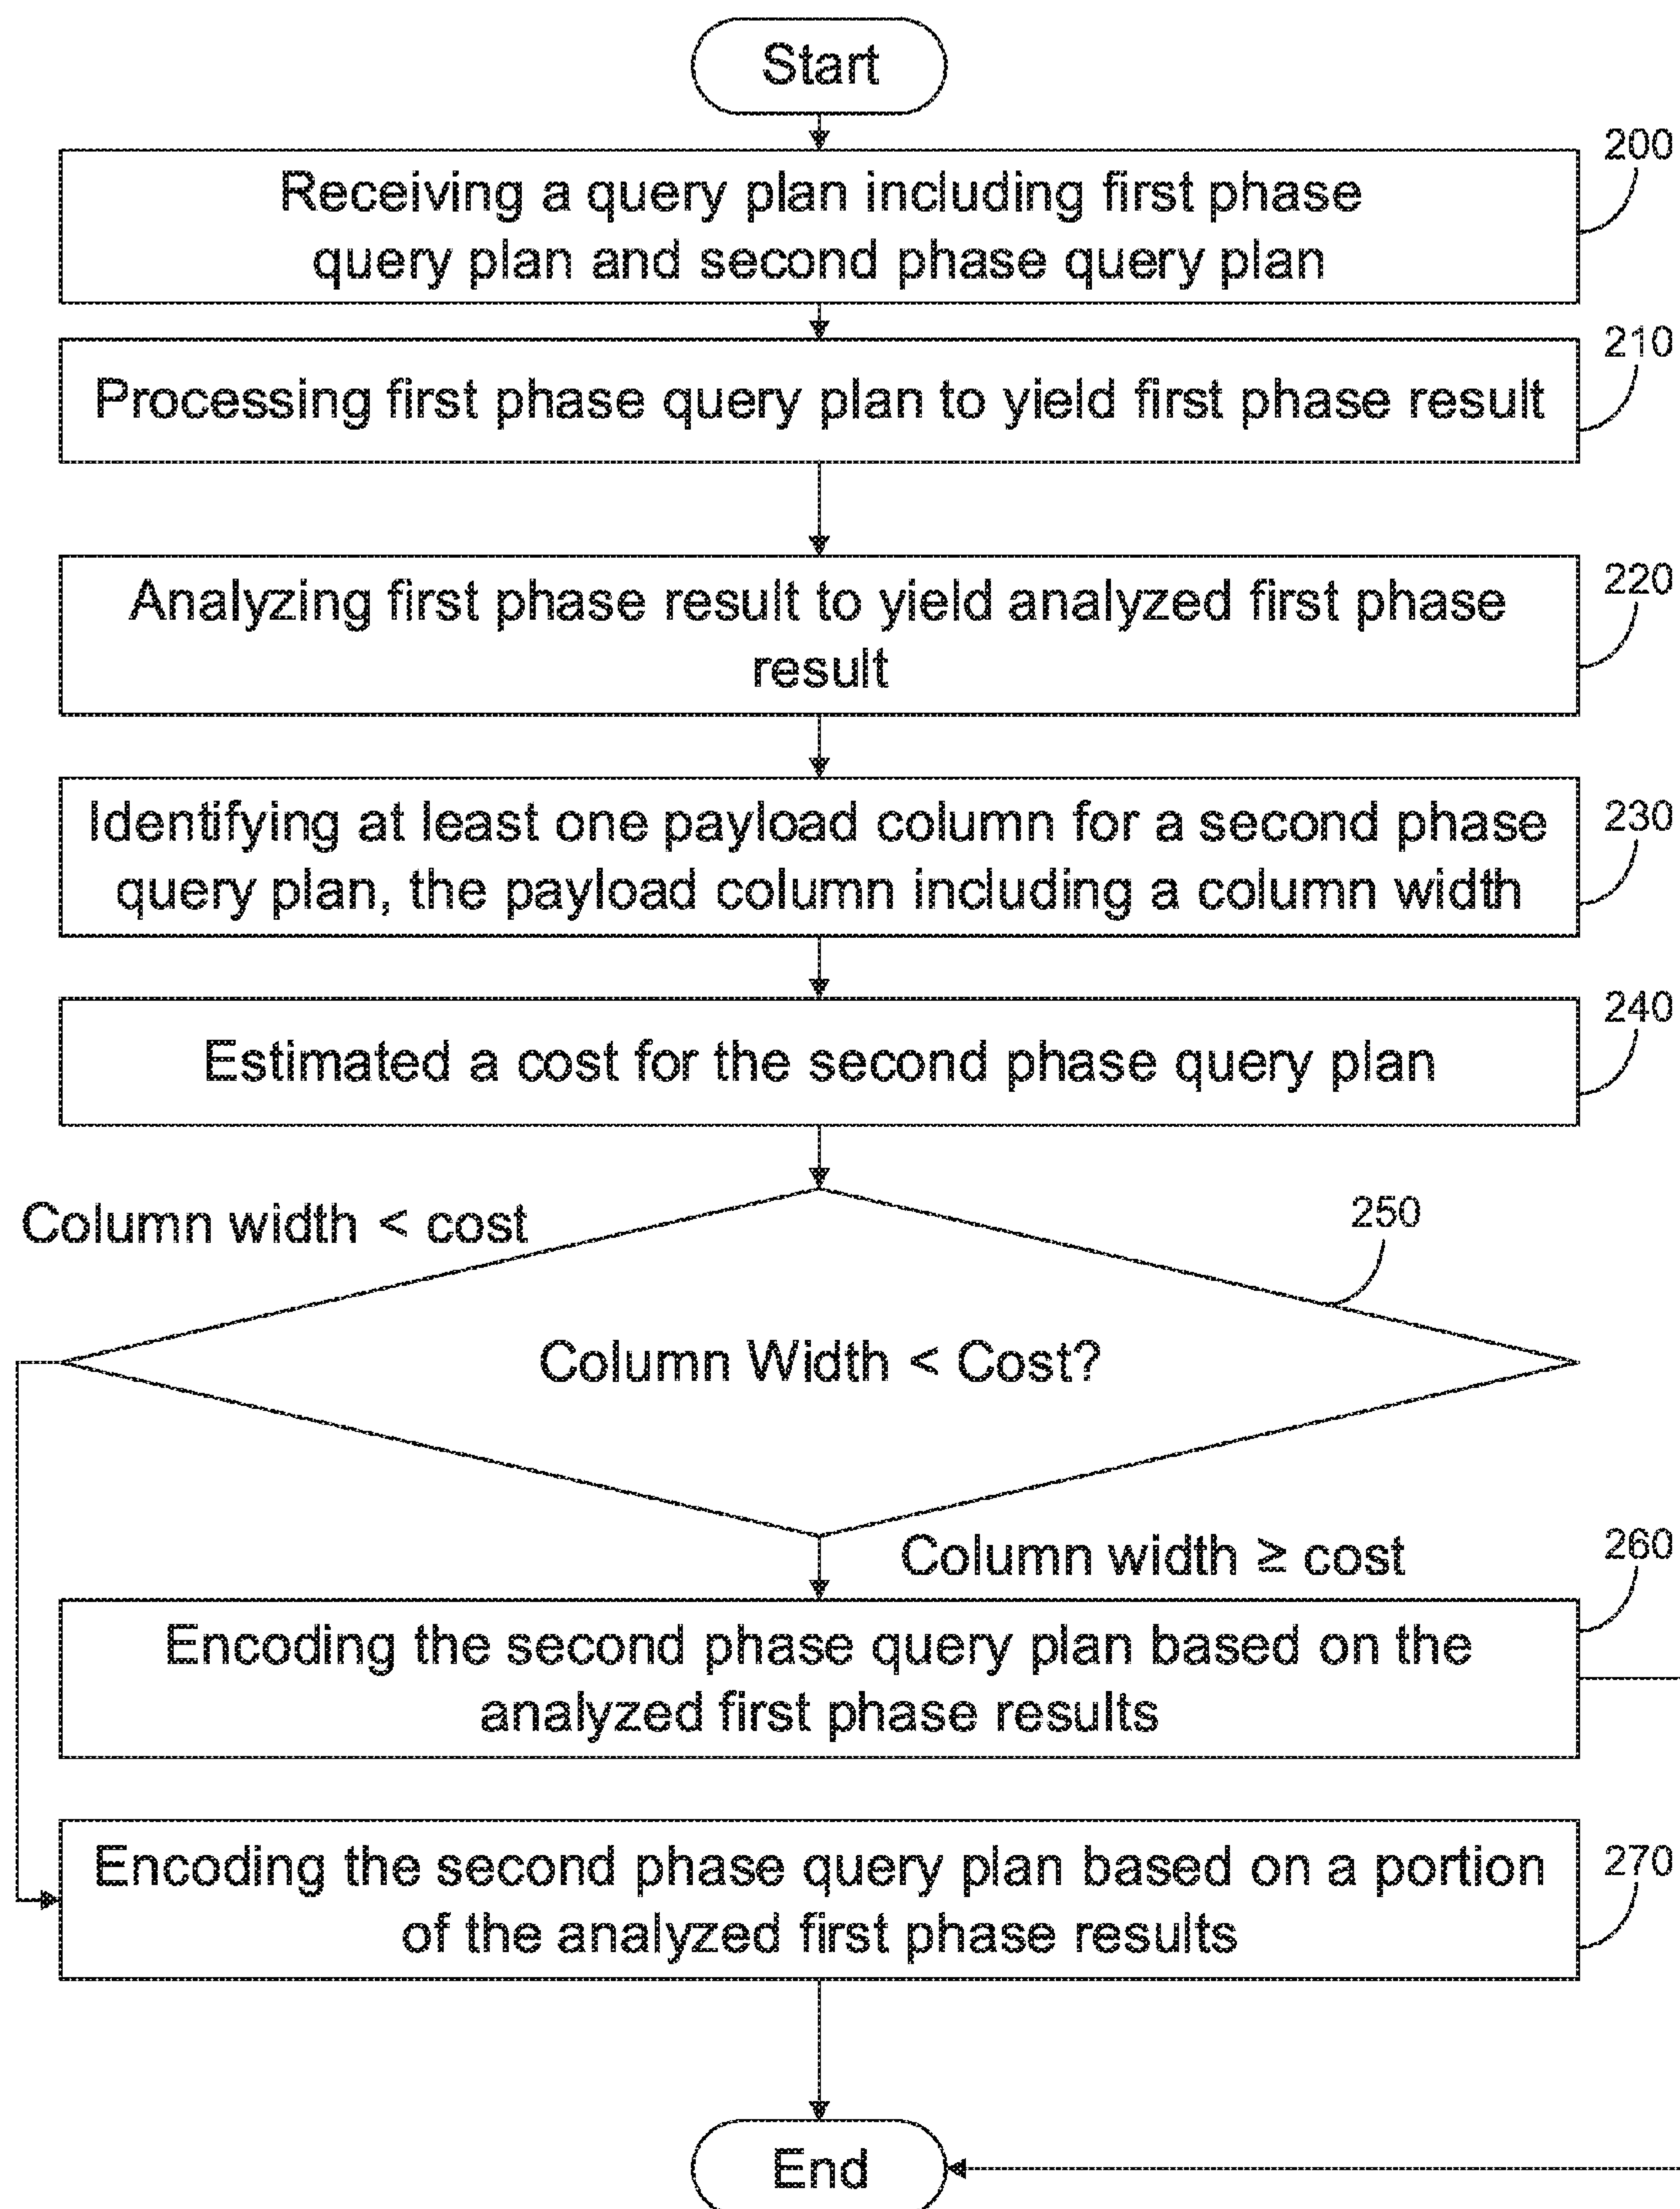 Start
200
Receiving a query plan including first phase
query plan and second phase query plan
210
Processing first phase query plan to yield first phase result
220
Analyzing first phase result to yield analyzed first phase
result
230
Identifying at least one payload column for a second phase
query plan, the payload column including a column width
240
Estimated a cost for the second phase query plan
Column width < cost
250
Column Width < Cost?
Column width ≥ cost
260
Encoding the second phase query plan based on the
analyzed first phase results
270
Encoding the second phase query plan based on a portion
of the analyzed first phase results
End